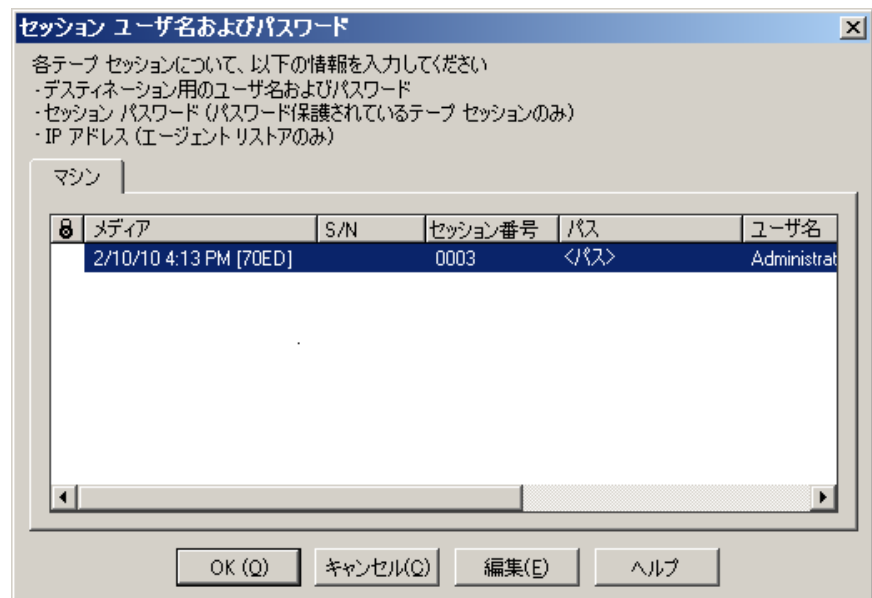 セッション ユーザ名およびパスワード
各テープ セッションについて、以下の情報を入力してください
・デスティネーション用のユーザ名およびパスワード
・セッション パスワード (パスワード保護されているテープ セッションのみ)
・IP アドレス (エージェント リストアのみ)
マシン
メディア S/N セッション番号 パス ユーザ名
2/10/10 4:13 PM [70ED] 0003 <パス> Administrat
OK (O) キャンセル(C) 編集(E) ヘルプ